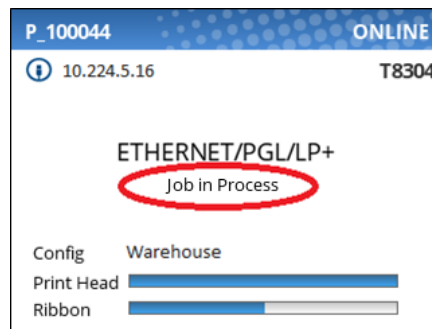 P_100044 ONLINE
10.224.5.16 T8304
ETHERNET/PGL/LP+
Job in Process
Config Warehouse
Print Head
Ribbon